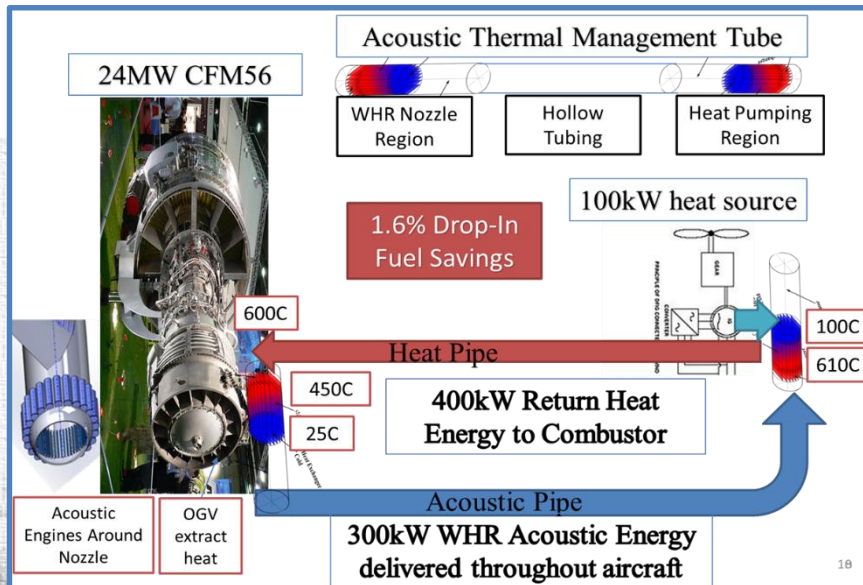 Acoustic Thermal Management Tube
24MW CFM56
WHR Nozzle
Region
Hollow
Tubing
Heat Pumping
Region
100kW heat source
1.6% Drop-In
Fuel Savings
GEAR
CONVERTER
600C
100C
Heat Pipe
610C
450C
400kW Return Heat
Energy to Combustor
25C
Acoustic Pipe
Acoustic
Engines Around
Nozzle
OGV
extract
heat
300kW WHR Acoustic Energy
delivered throughout aircraft
18